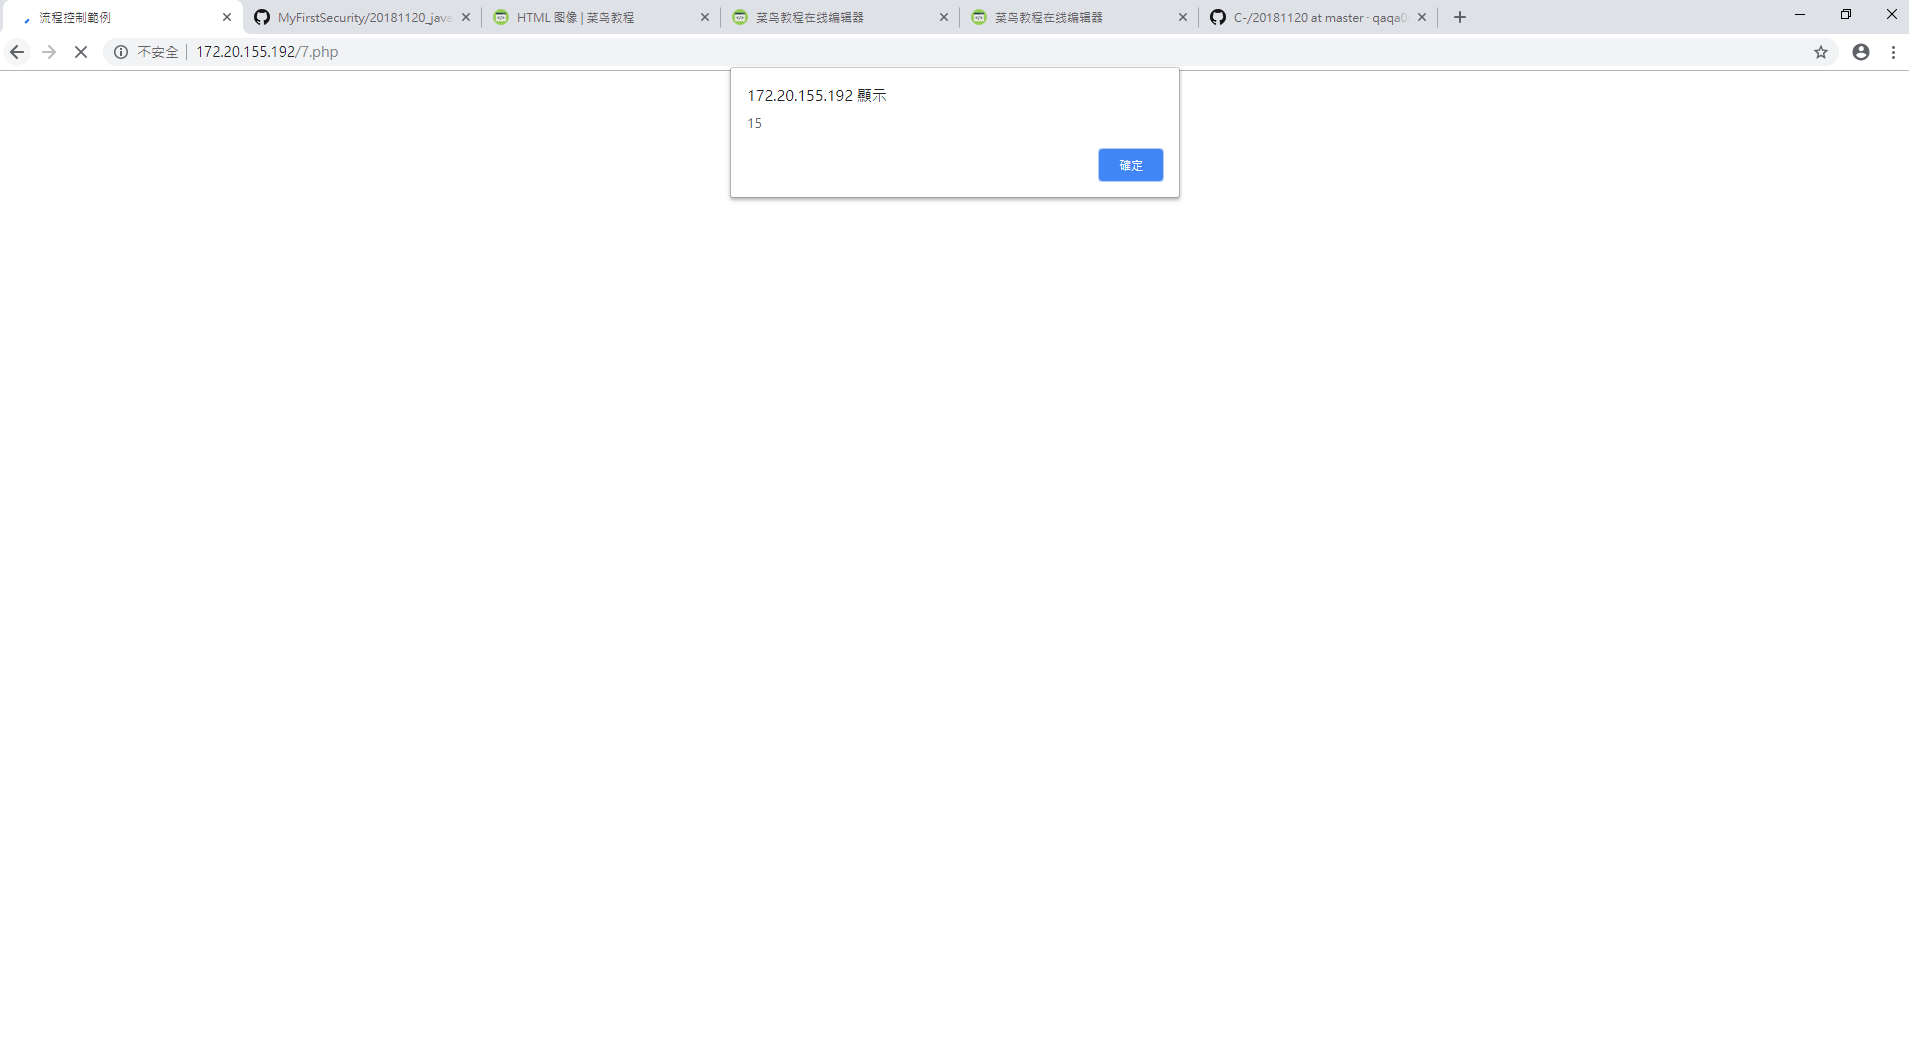 流程控制範例
MyFirstSecurity/20181120_java
HTML 图像 | 菜鸟教程
菜鸟教程在线编辑器
菜鸟教程在线编辑器
C-/20181120 at master · qaqa0
不安全
172.20.155.192/7.php
172.20.155.192 顯示
15
確定